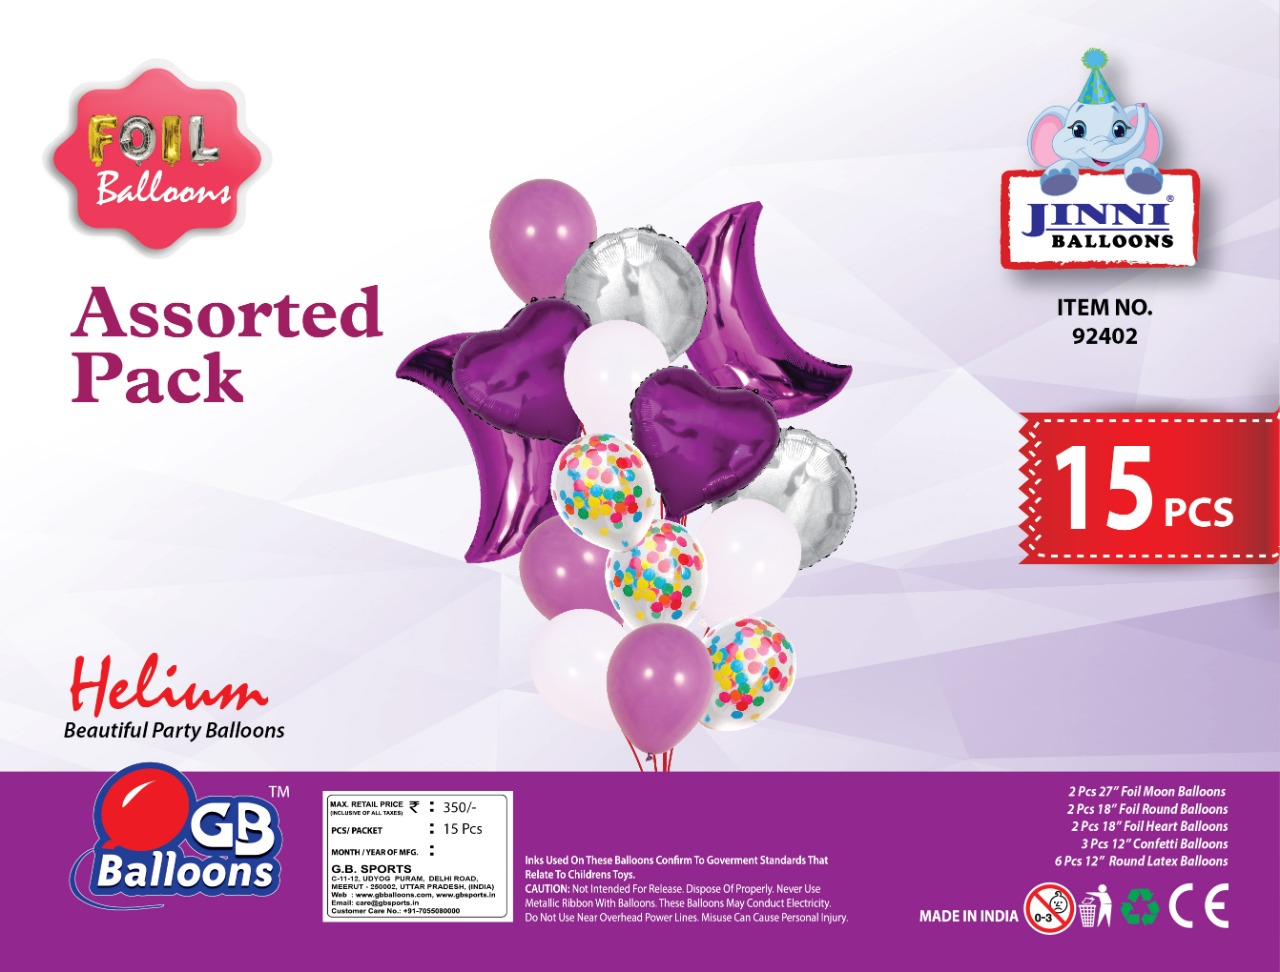 FOIL
Balloons
Assorted
Pack
JINNI®
BALLOONS
ITEM NO.
92402
15 PCS
Helium
Beautiful Party Balloons
GB
Balloons
TM
MAX. RETAIL PRICE ₹ : 350/-
(INCLUSIVE OF ALL TAXES)
PCS/ PACKET : 15 Pcs
MONTH / YEAR OF MFG. :
G.B. SPORTS
C-11-12, UDYOG PURAM, DELHI ROAD,
MEERUT - 250002, UTTAR PRADESH, (INDIA)
Web : www.gbballoons.com, www.gbsports.in
Email: care@gbsports.in
Customer Care No.: +91-7055080000
Inks Used On These Balloons Confirm To Goverment Standards That
Relate To Childrens Toys.
CAUTION: Not Intended For Release. Dispose Of Properly. Never Use
Metallic Ribbon With Balloons. These Balloons May Conduct Electricity.
Do Not Use Near Overhead Power Lines. Misuse Can Cause Personal Injury.
2 Pcs 27” Foil Moon Balloons
2 Pcs 18” Foil Round Balloons
2 Pcs 18” Foil Heart Balloons
3 Pcs 12” Confetti Balloons
6 Pcs 12” Round Latex Balloons
MADE IN INDIA
0-3
CE